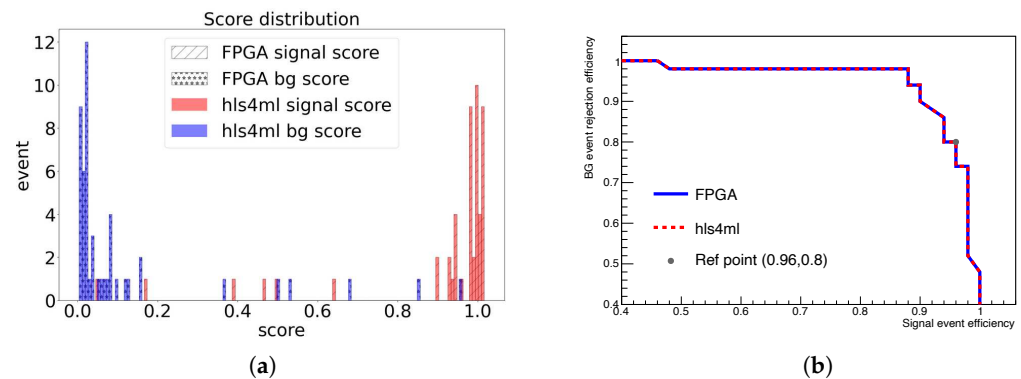 Score distribution
FPGA signal score
FPGA bg score
hls4ml signal score
hls4ml bg score
event
12
10
8
6
4
2
0
0.0 0.2 0.4 0.6 0.8 1.0
score
(a)
BG event rejection efficiency
1
0.9
0.8
0.7
0.6
0.5
0.4
FPGA
hls4ml
Ref point (0.96,0.8)
0.4 0.5 0.6 0.7 0.8 0.9 1
Signal event efficiency
(b)